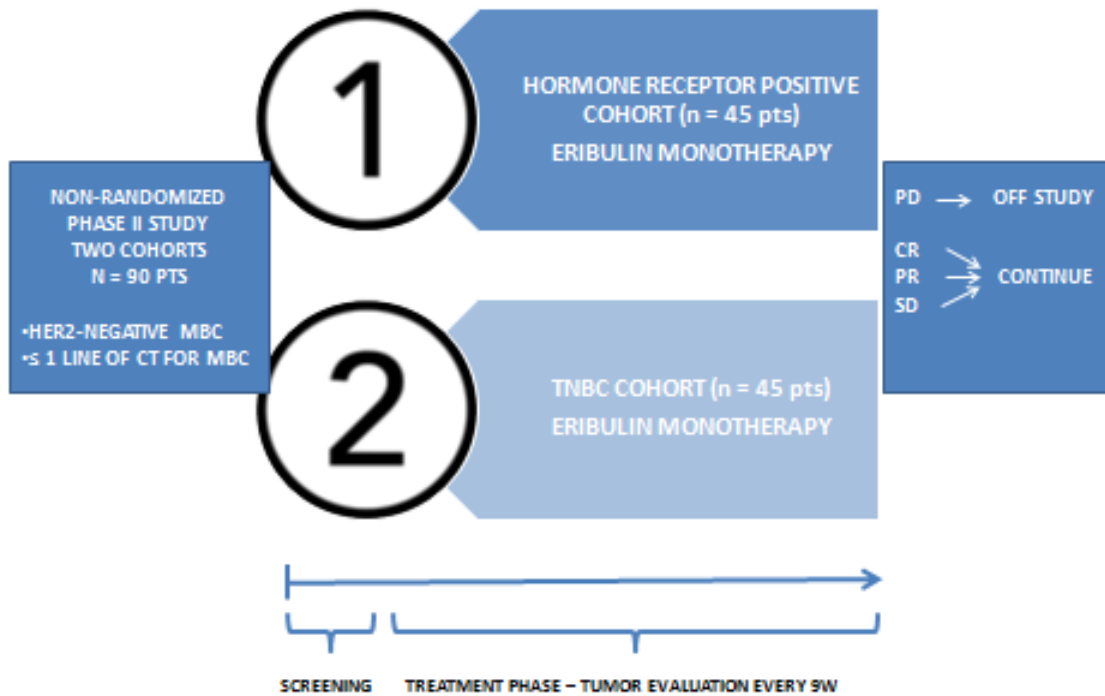 NON-RANDOMIZED
PHASE II STUDY
TWO COHORTS
N = 90 PTS
•HER2-NEGATIVE MBC
•≤ 1 LINE OF CT FOR MBC
1
HORMONE RECEPTOR POSITIVE
COHORT (n = 45 pts)
ERIBULIN MONOTHERAPY
2
TNBC COHORT (n = 45 pts)
ERIBULIN MONOTHERAPY
PD → OFF STUDY
CR
PR → CONTINUE
SD
SCREENING
TREATMENT PHASE – TUMOR EVALUATION EVERY 9W